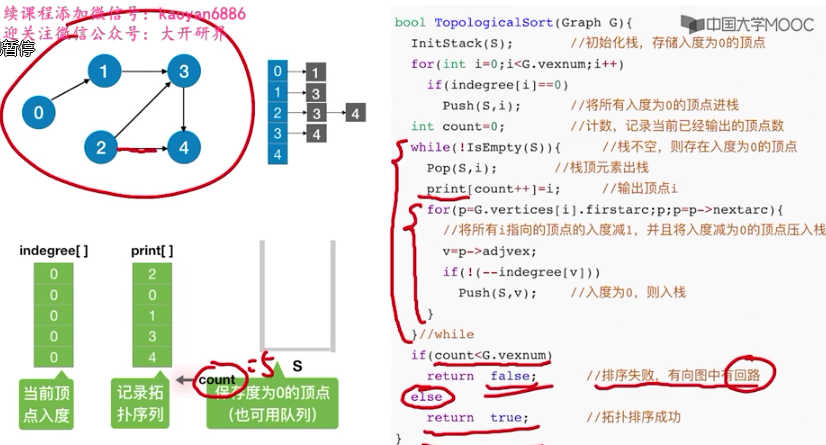 续课程添加微信号：kaoyan6886
迎关注微信公众号：大开研界
暂停
中国大学MOOC
1
3
0
2
4
0
1
1
3
2
3
4
3
4
4
indegree[ ]
0
0
0
0
0
当前顶
点入度
print[ ]
2
0
1
3
4
记录拓
扑序列
count
=5
S
保存度为0的顶点
（也可用队列）
bool TopologicalSort(Graph G){
InitStack(S); //初始化栈，存储入度为0的顶点
for(int i=0;i<G.vexnum;i++)
if(indegree[i]==0)
Push(S,i); //将所有入度为0的顶点进栈
int count=0; //计数，记录当前已经输出的顶点数
while(!IsEmpty(S)){ //栈不空，则存在入度为0的顶点
Pop(S,i); //栈顶元素出栈
print[count++]=i; //输出顶点i
for(p=G.vertices[i].firstarc;p;p=p->nextarc){
//将所有i指向的顶点的入度减1，并且将入度减为0的顶点压入栈
v=p->adjvex;
if(!(--indegree[v]))
Push(S,v); //入度为0，则入栈
}
}//while
if(count<G.vexnum)
return false; //排序失败，有向图中有回路
else
return true; //拓扑排序成功
}